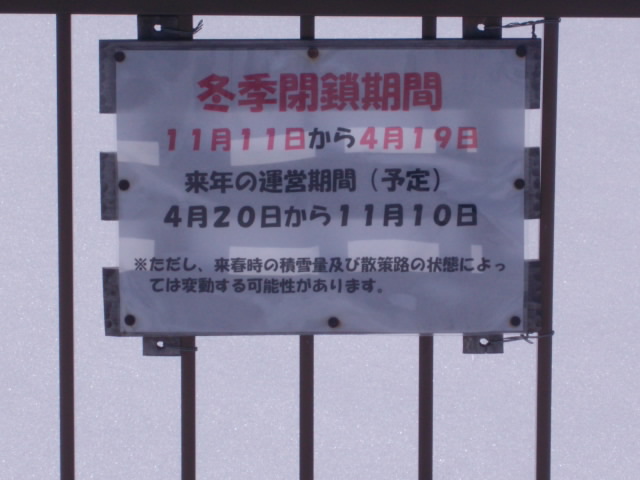 冬季閉鎖期間
１１月１１日から４月１９日
来年の運営期間（予定）
４月２０日から１１月１０日
※ただし、来春時の積雪量及び散策路の状態によっ
ては変動する可能性があります。